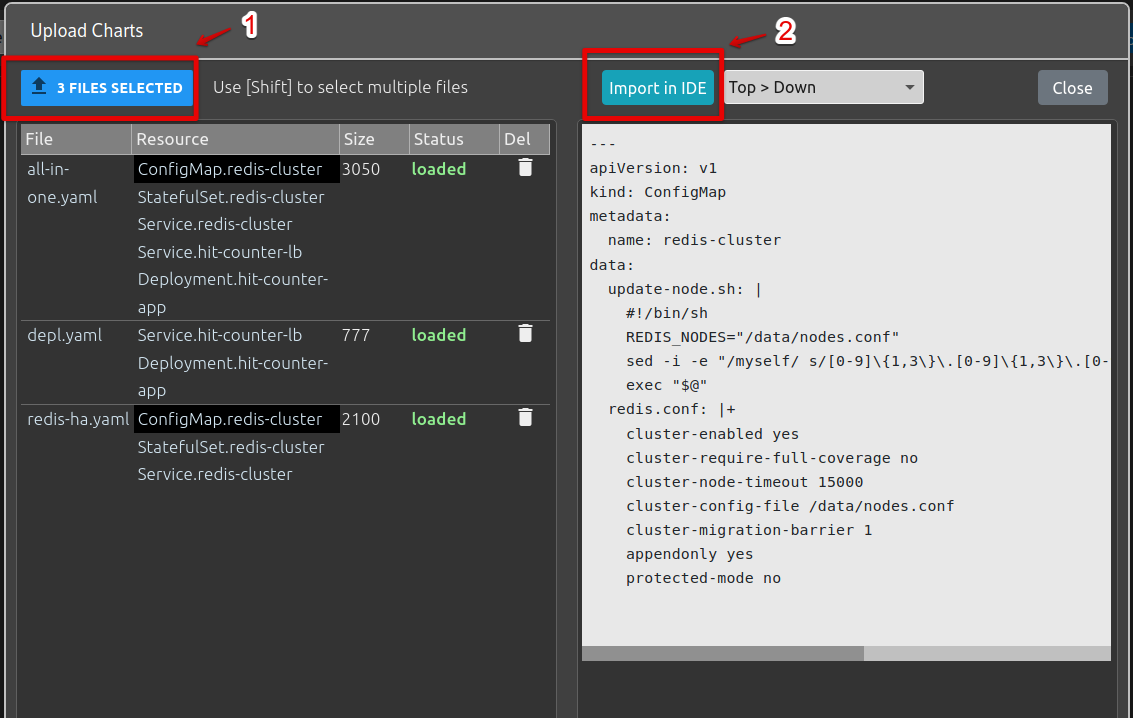 Upload Charts
1
2
3 FILES SELECTED
Use [Shift] to select multiple files
Import in IDE
Top > Down
Close
File Resource Size Status Del
all-in-one.yaml ConfigMap.redis-cluster 3050 loaded
StatefulSet.redis-cluster
Service.redis-cluster
Service.hit-counter-lb
Deployment.hit-counter-
app
depl.yaml Service.hit-counter-lb 777 loaded
Deployment.hit-counter-
app
redis-ha.yaml ConfigMap.redis-cluster 2100 loaded
StatefulSet.redis-cluster
Service.redis-cluster
---
apiVersion: v1
kind: ConfigMap
metadata:
  name: redis-cluster
data:
  update-node.sh: |
    #!/bin/sh
    REDIS_NODES="/data/nodes.conf"
    sed -i -e "/myself/ s/[0-9]\{1,3\}\.[0-9]\{1,3\}\.[0-
    exec "$@"
  redis.conf: |+
    cluster-enabled yes
    cluster-require-full-coverage no
    cluster-node-timeout 15000
    cluster-config-file /data/nodes.conf
    cluster-migration-barrier 1
    appendonly yes
    protected-mode no